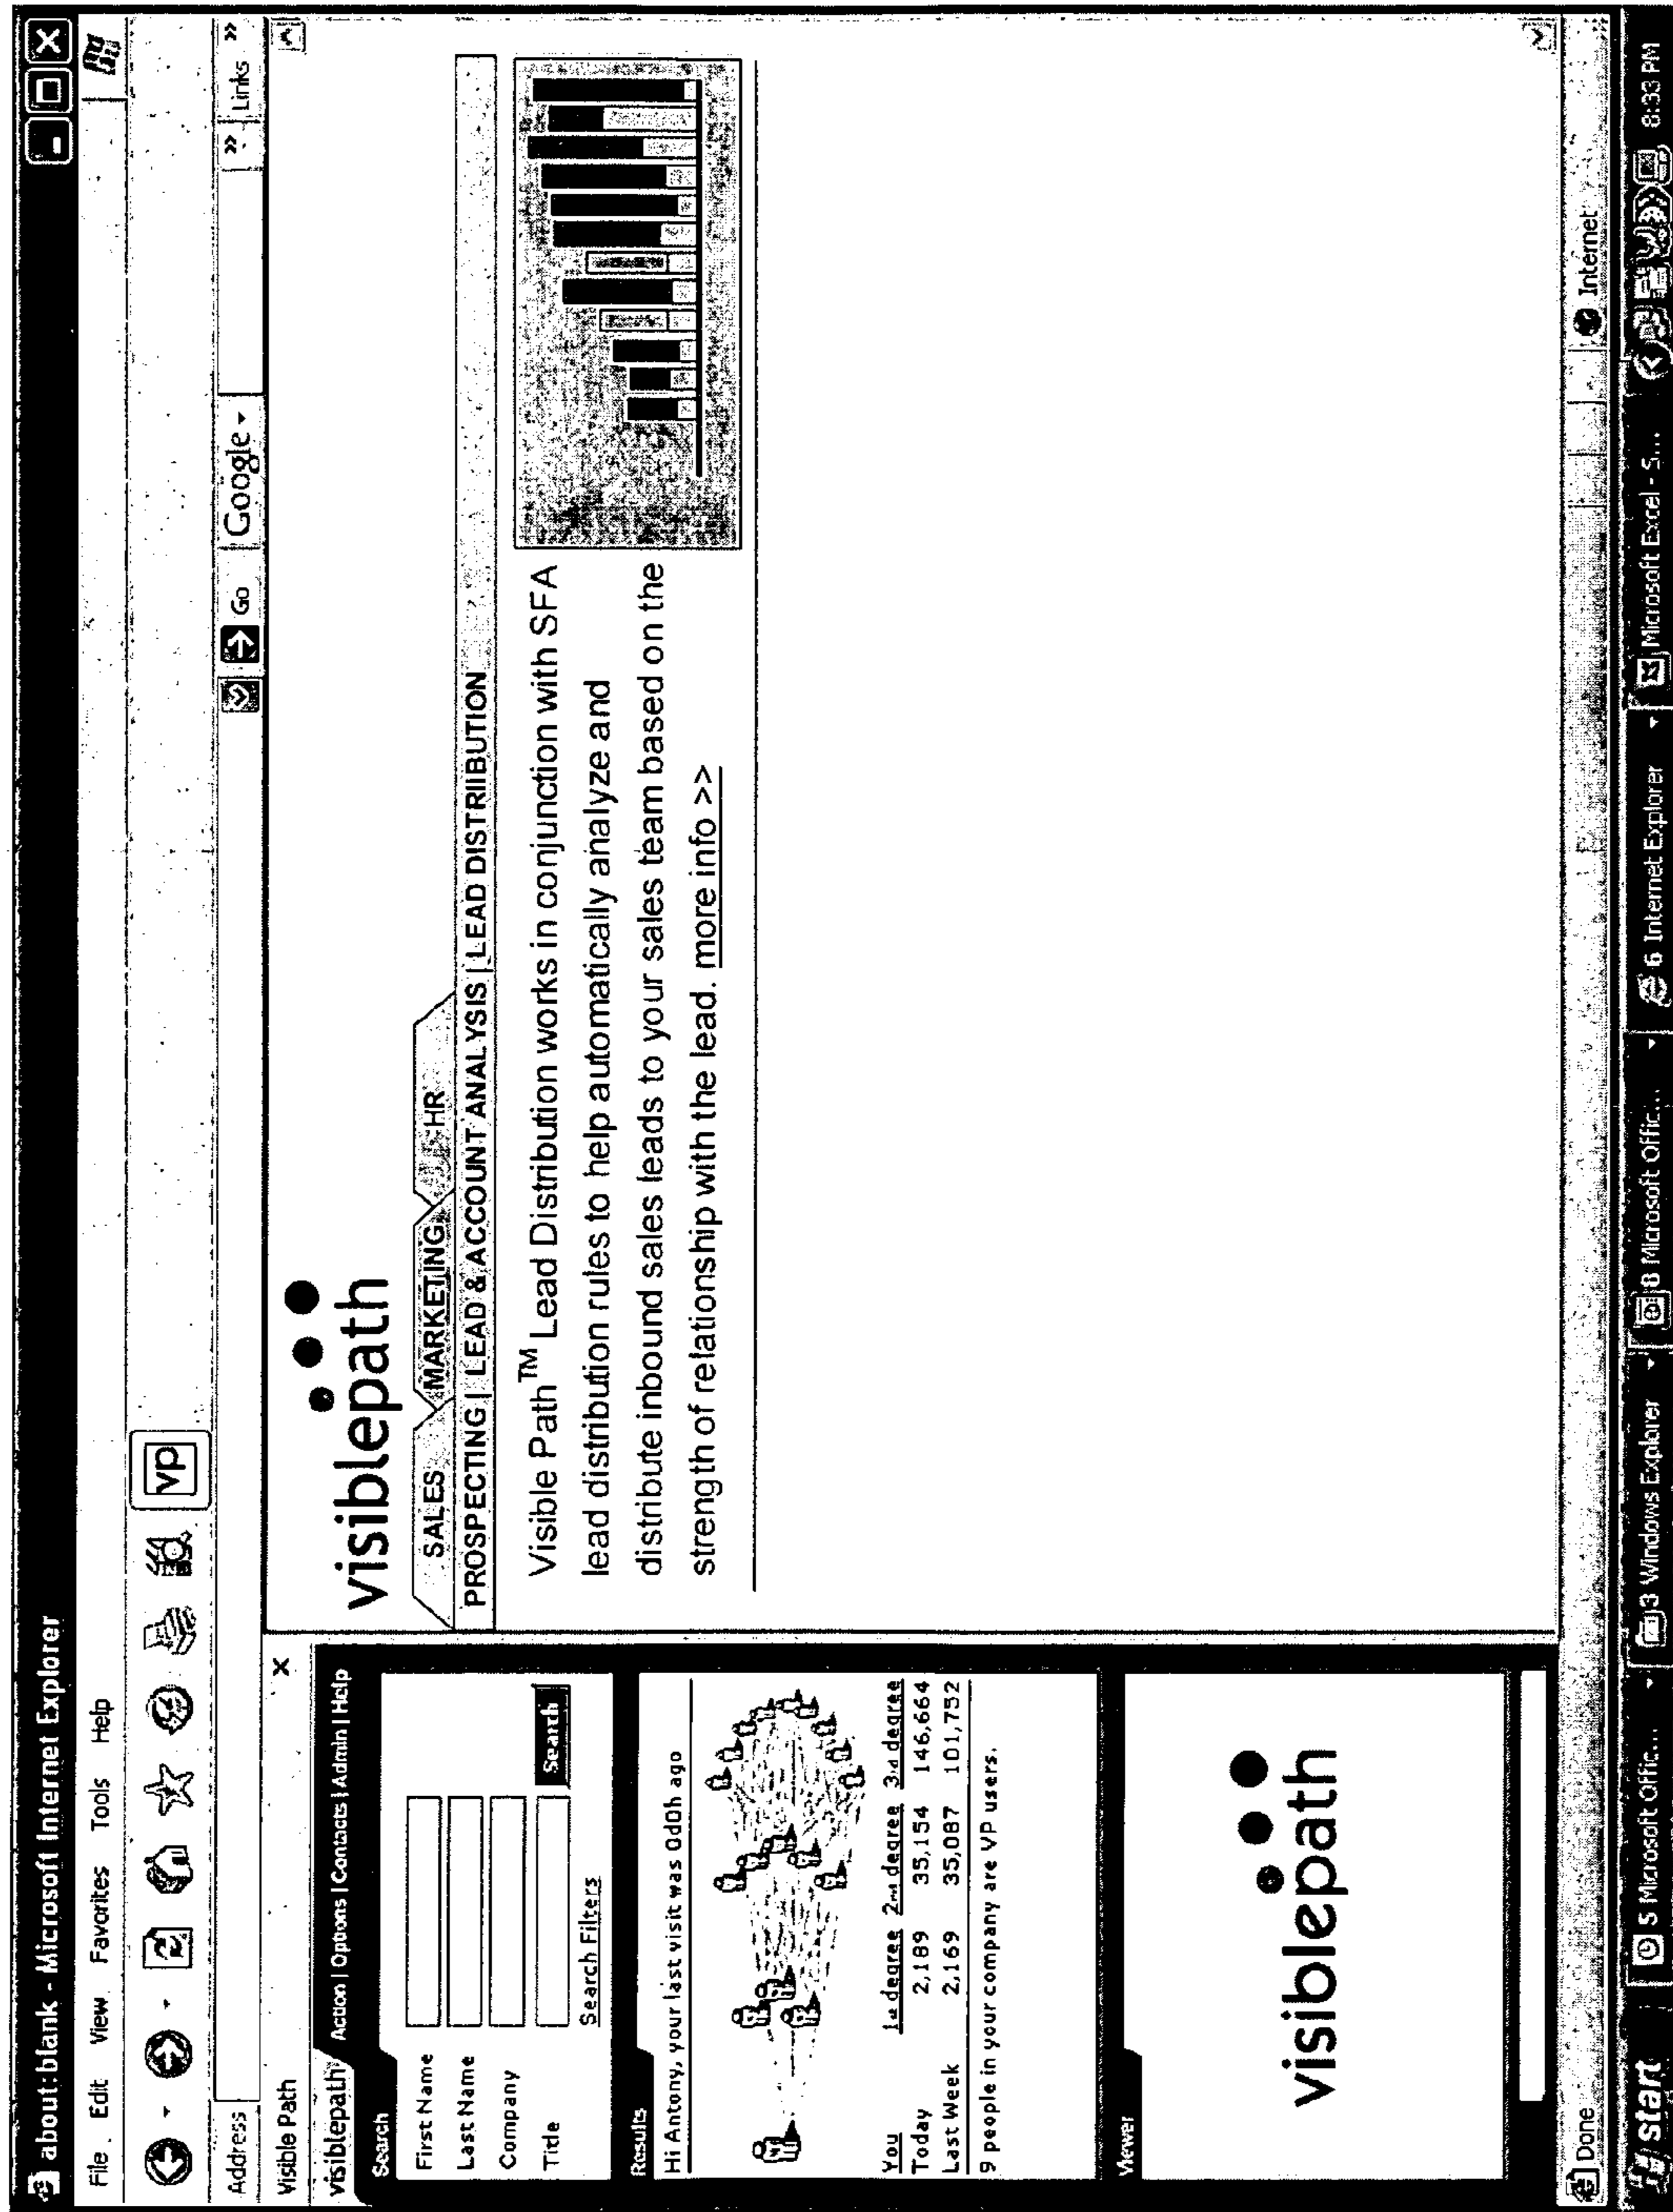 about:blank - Microsoft Internet Explorer
File Edit View Favorites Tools Help
vp
Address
Go
Google
Links
Visible Path
visiblepath Action | Options | Contacts | Admin | Help
Search
First Name
Last Name
Company
Title
Search
Search Filters
Results
Hi Antony, your last visit was 0d0h ago
You 1st degree 2nd degree 3rd degree
Today 2,189 35,154 146,664
Last Week 2,169 35,087 101,752
9 people in your company are VP users.
Viewer
visiblepath
visiblepath
SALES MARKETING HR
PROSPECTING | LEAD & ACCOUNT ANALYSIS | LEAD DISTRIBUTION
Visible Path™ Lead Distribution works in conjunction with SFA
lead distribution rules to help automatically analyze and
distribute inbound sales leads to your sales team based on the
strength of relationship with the lead. more info >>
Done
Internet
start
5 Microsoft Offic...
3 Windows Explorer
8 Microsoft Offic...
6 Internet Explorer
Microsoft Excel - S...
8:33 PM